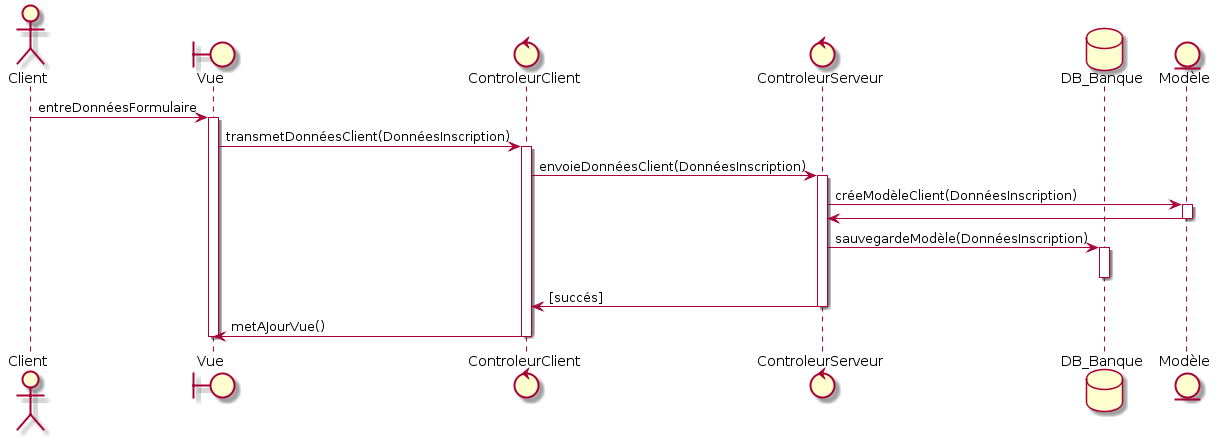 Client
Vue
ControleurClient
ControleurServeur
DB_Banque
Modèle
entreDonnéesFormulaire
transmetDonnéesClient(DonnéesInscription)
envoieDonnéesClient(DonnéesInscription)
créeModèleClient(DonnéesInscription)
sauvegardeModèle(DonnéesInscription)
[succés]
metAJourVue()
Client
Vue
ControleurClient
ControleurServeur
DB_Banque
Modèle